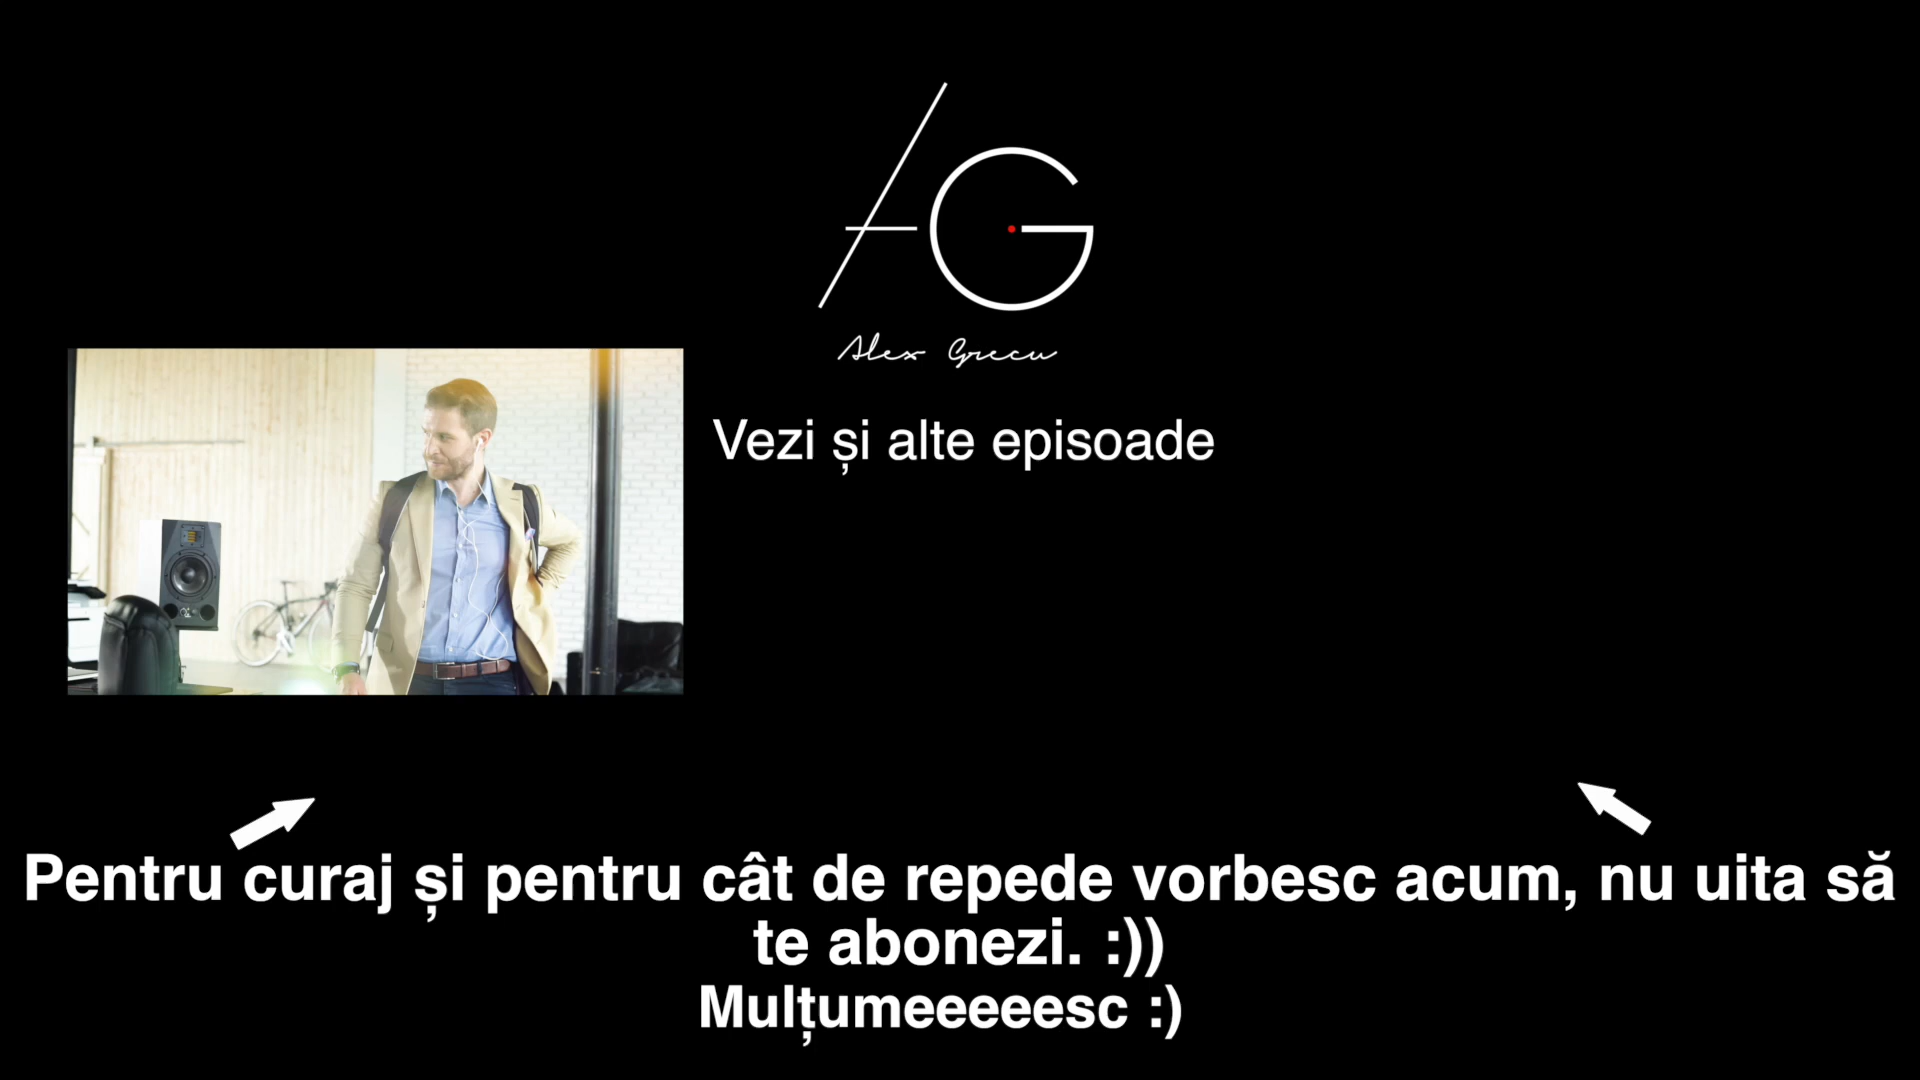 AG
Alex Grecu
Vezi și alte episoade
Pentru curaj și pentru cât de repede vorbesc acum, nu uita să
te abonezi. :))
Mulțumeeeeesc :)